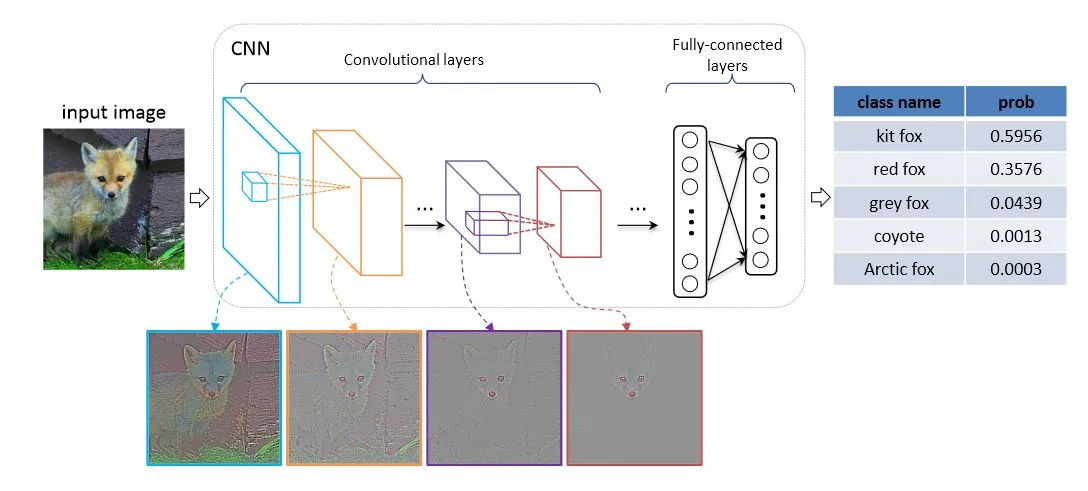 CNN
Convolutional layers
Fully-connected
layers
input image
...
...
class name prob
kit fox 0.5956
red fox 0.3576
grey fox 0.0439
coyote 0.0013
Arctic fox 0.0003